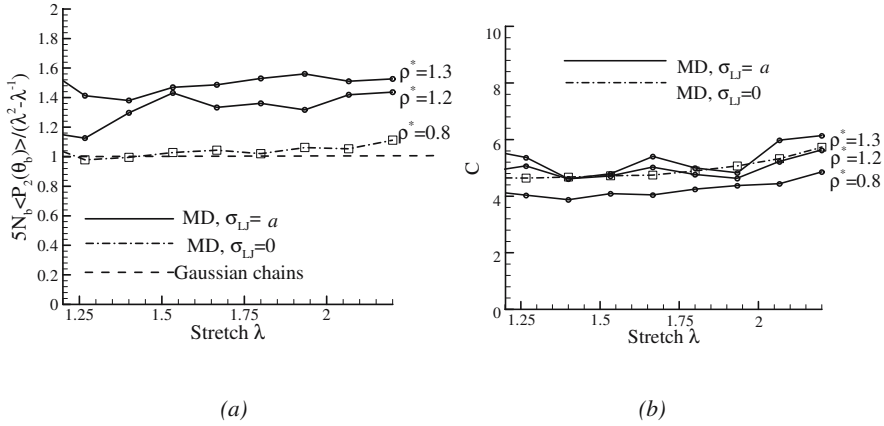 5N_b<P_2(θ_b)>/(λ^2-λ^-1)
2
1.8
1.6
1.4
1.2
1
0.8
0.6
0.4
0.2
0
ρ*=1.3
ρ*=1.2
ρ*=0.8
MD, σ_LJ= a
MD, σ_LJ=0
Gaussian chains
1.25 1.5 1.75 2
Stretch λ
(a)
C
10
8
6
4
2
0
MD, σ_LJ= a
MD, σ_LJ=0
ρ*=1.3
ρ*=1.2
ρ*=0.8
1.25 1.5 1.75 2
Stretch λ
(b)